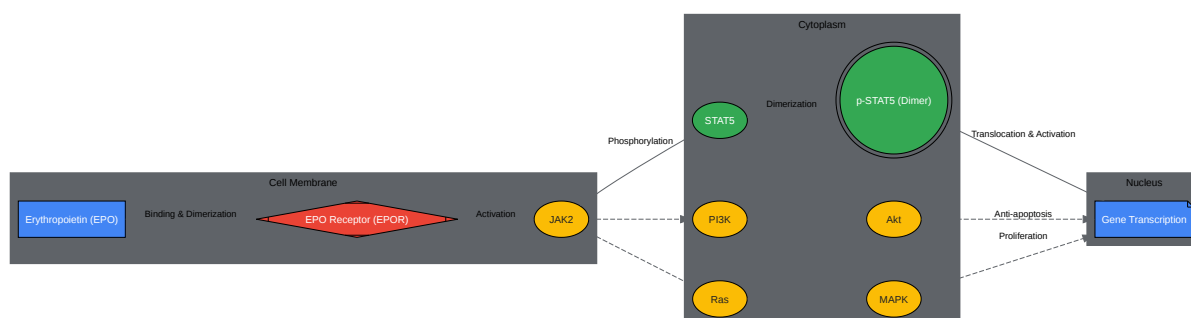 Cell Membrane
Erythropoietin (EPO)
Binding & Dimerization
EPO Receptor (EPOR)
Activation
JAK2
Phosphorylation
Cytoplasm
STAT5
Dimerization
p-STAT5 (Dimer)
PI3K
Akt
Ras
MAPK
Translocation & Activation
Anti-apoptosis
Proliferation
Nucleus
Gene Transcription